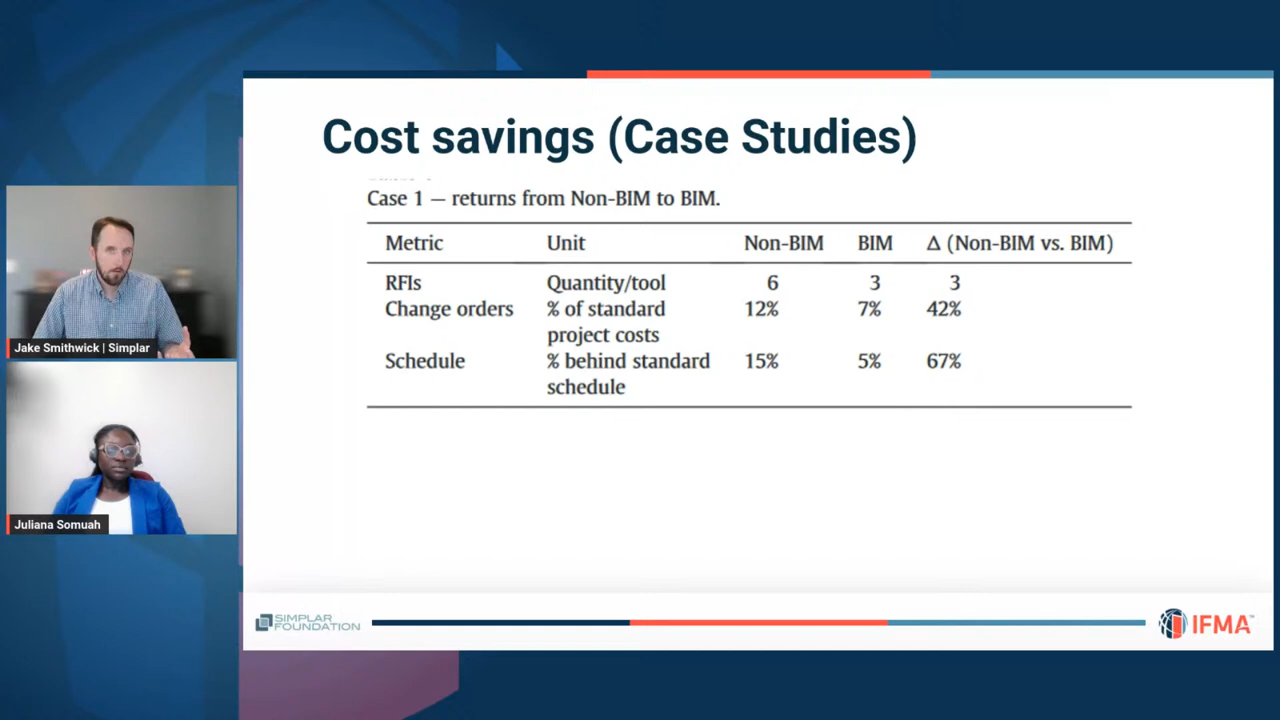 Cost savings (Case Studies)
Case 1 — returns from Non-BIM to BIM.
Metric Unit Non-BIM BIM Δ (Non-BIM vs. BIM)
RFIs Quantity/tool 6 3 3
Change orders % of standard 12% 7% 42%
project costs
Schedule % behind standard 15% 5% 67%
schedule
Jake Smithwick | Simplar
Juliana Somuah
SIMPLAR
FOUNDATION
IFMA™